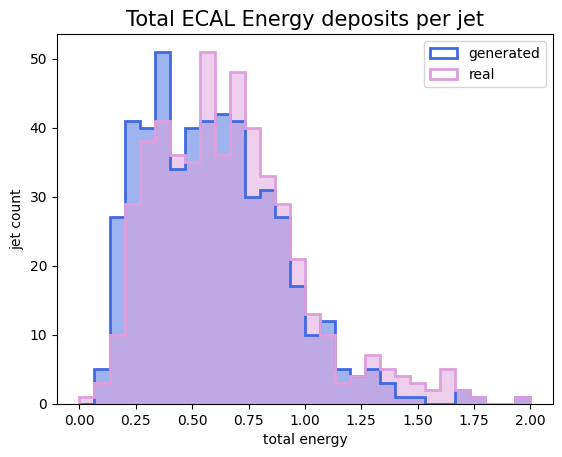 Total ECAL Energy deposits per jet
generated
real
jet count
50
40
30
20
10
0
0.00 0.25 0.50 0.75 1.00 1.25 1.50 1.75 2.00
total energy